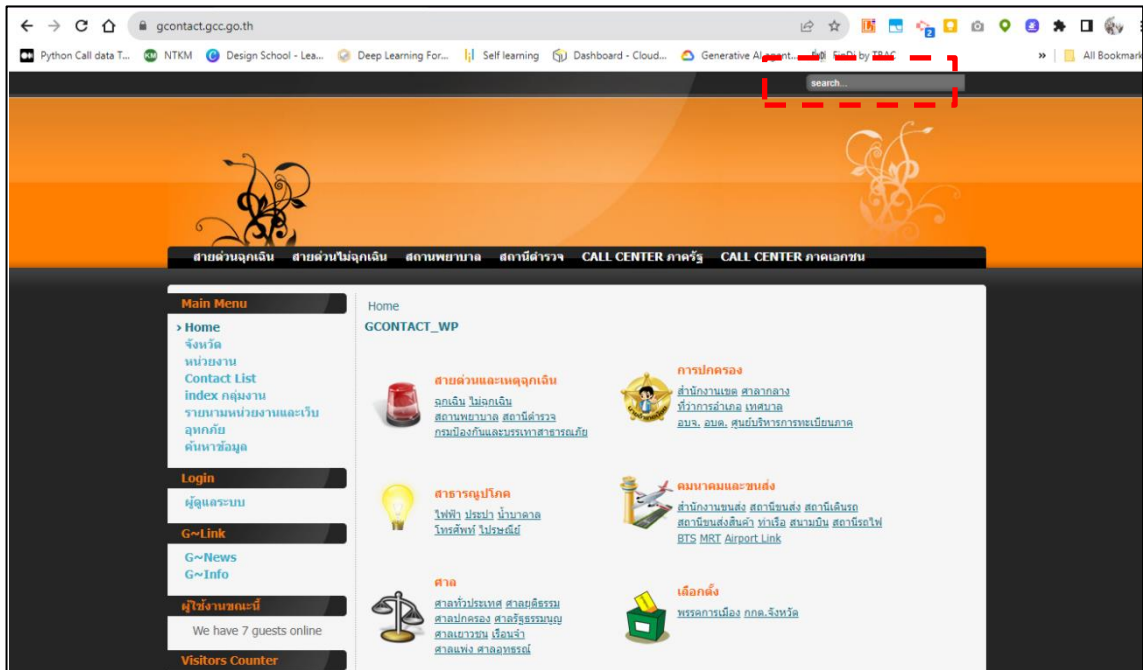 gcontact.gcc.go.th
Python Call data T... NTKM Design School - Lea... Deep Learning For... Self learning Dashboard - Cloud... Generative AI agent... FinDi by TBAC » All Bookmark
search...
สายด่วนฉุกเฉิน สายด่วนไม่ฉุกเฉิน สถานพยาบาล สถานีตำรวจ CALL CENTER ภาครัฐ CALL CENTER ภาคเอกชน
Main Menu
Home
จังหวัด
หน่วยงาน
Contact List
index กลุ่มงาน
รายนามหน่วยงานและเว็บ
อุทกภัย
ค้นหาข้อมูล
Login
ผู้ดูแลระบบ
G~Link
G~News
G~Info
ผู้ใช้งานขณะนี้
We have 7 guests online
Visitors Counter
Home
GCONTACT_WP
สายด่วนและเหตุฉุกเฉิน
ฉุกเฉิน ไม่ฉุกเฉิน
สถานพยาบาล สถานีตำรวจ
กรมป้องกันและบรรเทาสาธารณภัย
การปกครอง
สำนักงานเขต ศาลากลาง
ที่ว่าการอำเภอ เทศบาล
อบจ. อบต. ศูนย์บริหารการทะเบียนภาค
สาธารณูปโภค
ไฟฟ้า ประปา น้ำบาดาล
โทรศัพท์ ไปรษณีย์
คมนาคมและขนส่ง
สำนักงานขนส่ง สถานีขนส่ง สถานีเดินรถ
สถานีขนส่งสินค้า ท่าเรือ สนามบิน สถานีรถไฟ
BTS MRT Airport Link
ศาล
ศาลทั่วประเทศ ศาลยุติธรรม
ศาลปกครอง ศาลรัฐธรรมนูญ
ศาลเยาวชน เรือนจำ
ศาลแพ่ง ศาลอุทธรณ์
เลือกตั้ง
พรรคการเมือง กกต.จังหวัด